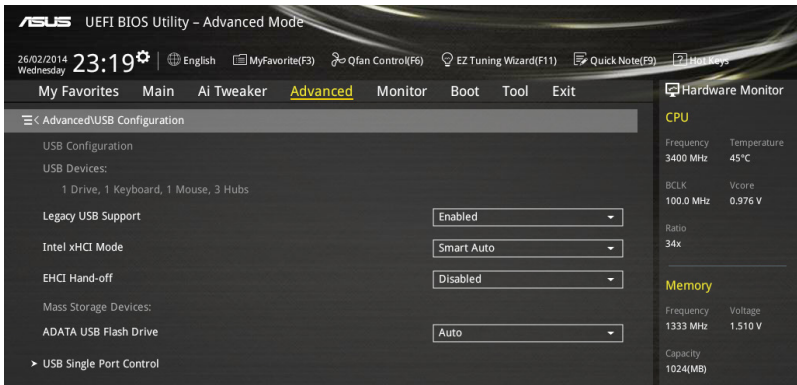 ASUS UEFI BIOS Utility – Advanced Mode
26/02/2014
Wednesday
23:19
English
MyFavorite(F3)
Qfan Control(F6)
EZ Tuning Wizard(F11)
Quick Note(F9)
? Hot Keys
My Favorites Main Ai Tweaker Advanced Monitor Boot Tool Exit
Advanced\USB Configuration
USB Configuration
USB Devices:
1 Drive, 1 Keyboard, 1 Mouse, 3 Hubs
Legacy USB Support Enabled
Intel xHCI Mode Smart Auto
EHCI Hand-off Disabled
Mass Storage Devices:
ADATA USB Flash Drive Auto
USB Single Port Control
Hardware Monitor
CPU
Frequency Temperature
3400 MHz 45°C
BCLK Vcore
100.0 MHz 0.976 V
Ratio
34x
Memory
Frequency Voltage
1333 MHz 1.510 V
Capacity
1024(MB)